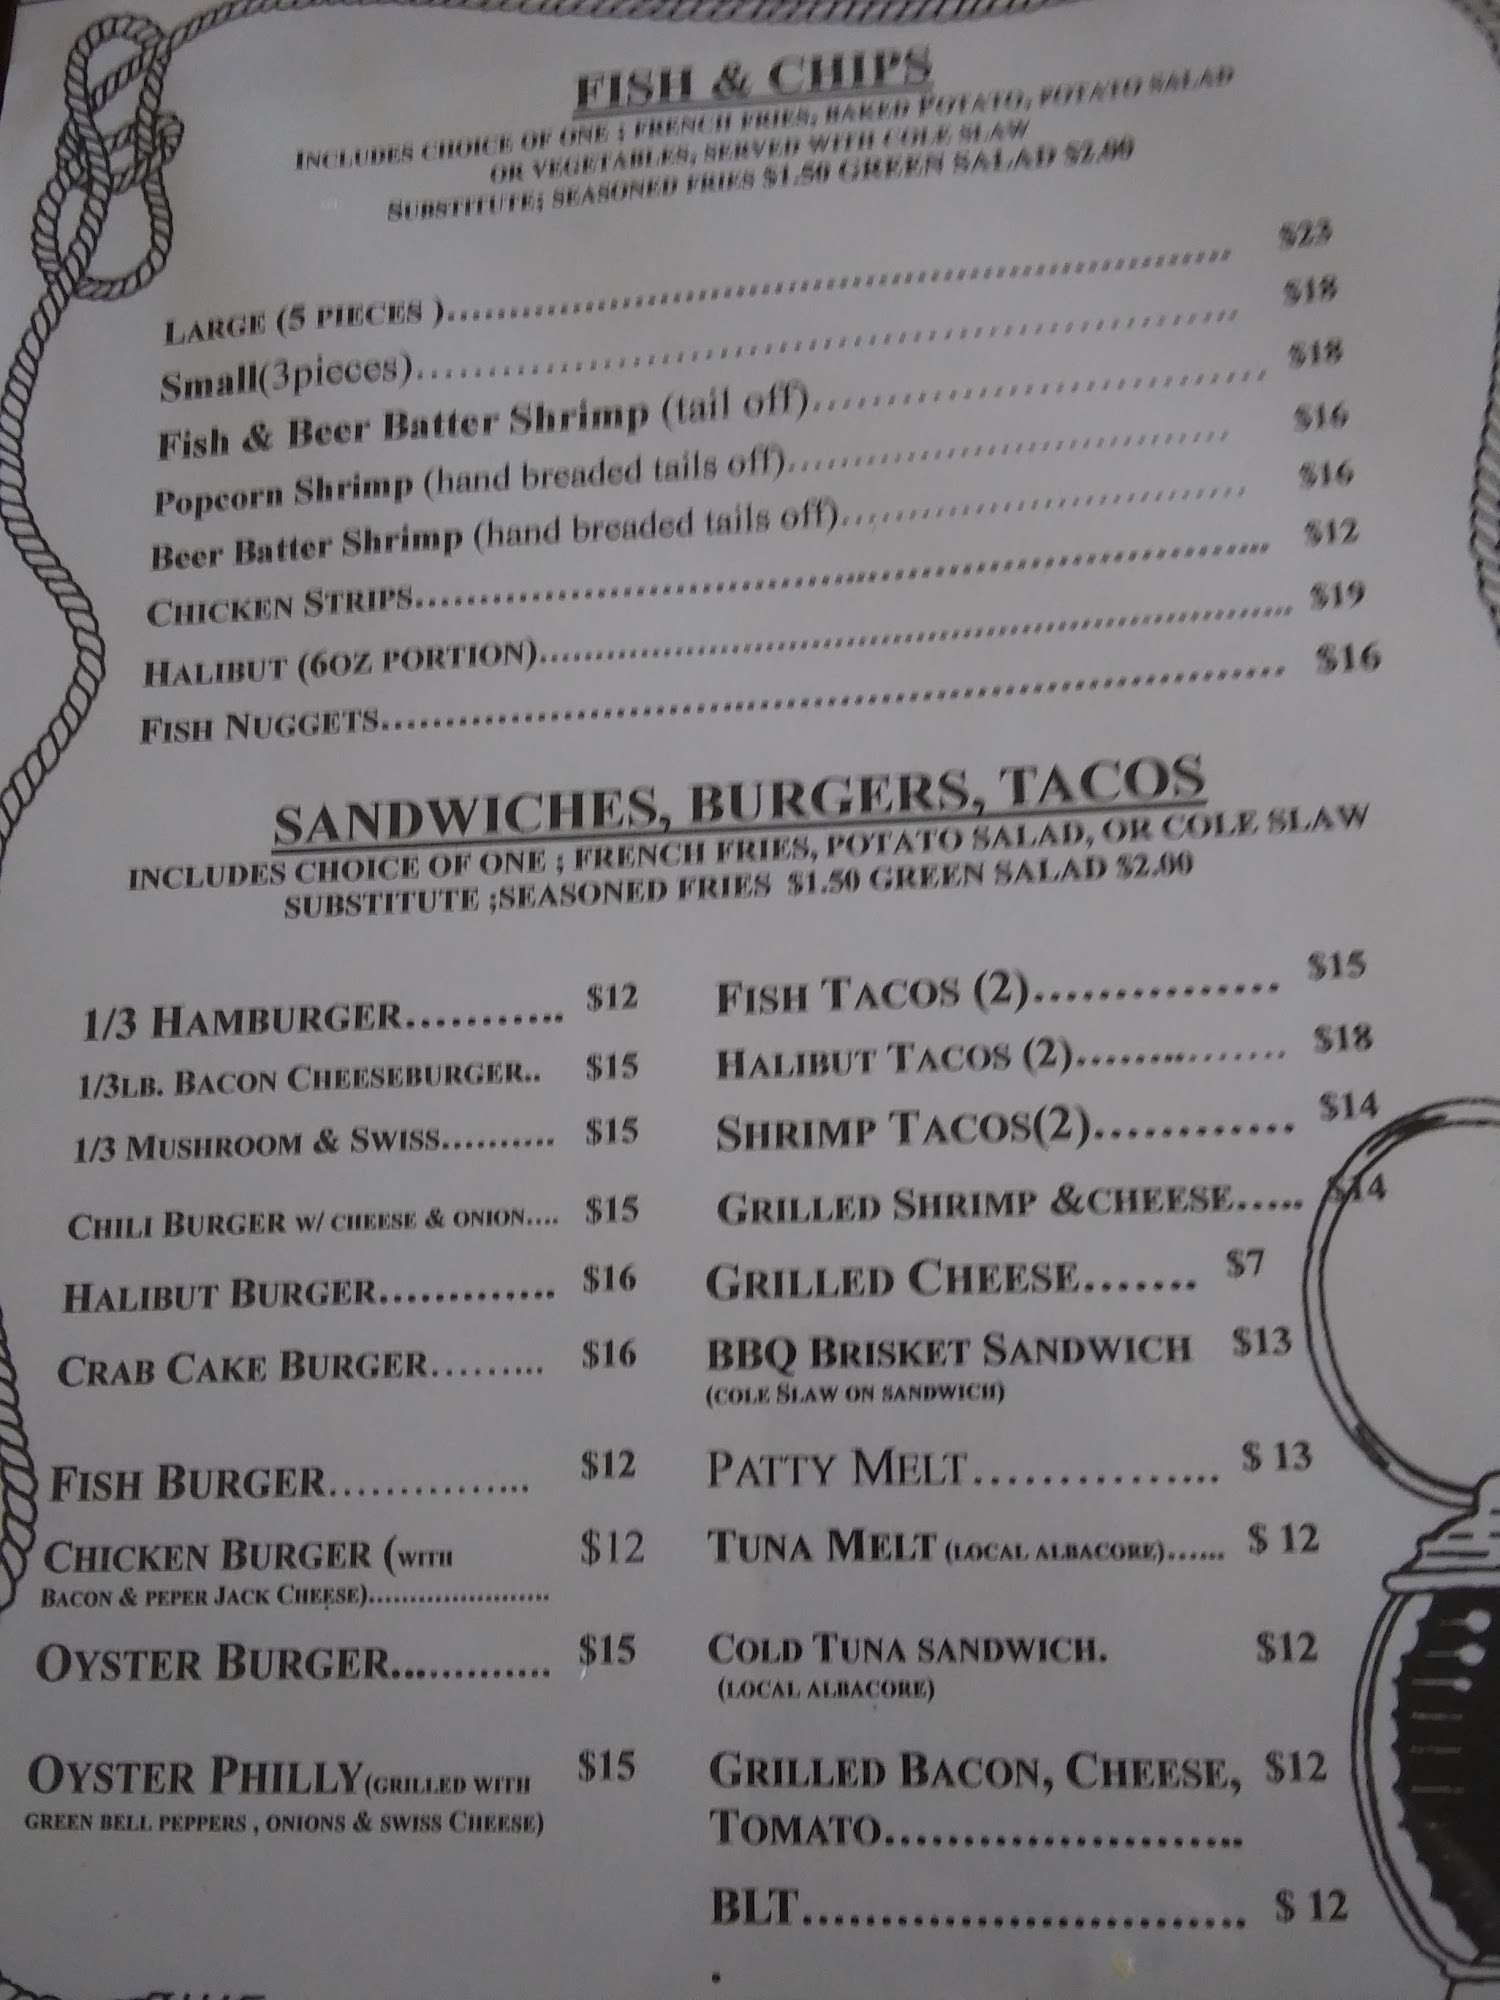 FISH & CHIPS
INCLUDES CHOICE OF ONE ; FRENCH FRIES, BAKED POTATO, POTATO SALAD
OR VEGETABLES, SERVED WITH COLE SLAW
SUBSTITUTE; SEASONED FRIES $1.50 GREEN SALAD $2.00
LARGE (5 PIECES )........ $23
Small(3pieces)........ $18
Fish & Beer Batter Shrimp (tail off)........ $18
Popcorn Shrimp (hand breaded tails off)........ $16
Beer Batter Shrimp (hand breaded tails off)........ $16
CHICKEN STRIPS........ $12
HALIBUT (6OZ PORTION)........ $19
FISH NUGGETS........ $16
SANDWICHES, BURGERS, TACOS
INCLUDES CHOICE OF ONE ; FRENCH FRIES, POTATO SALAD, OR COLE SLAW
SUBSTITUTE ;SEASONED FRIES $1.50 GREEN SALAD $2.00
1/3 HAMBURGER........... $12
1/3LB. BACON CHEESEBURGER.. $15
1/3 MUSHROOM & SWISS.......... $15
CHILI BURGER W/ CHEESE & ONION.... $15
HALIBUT BURGER............. $16
CRAB CAKE BURGER......... $16
FISH BURGER............... $12
CHICKEN BURGER (WITH $12
BACON & PEPER JACK CHEESE)......................
OYSTER BURGER............. $15
OYSTER PHILLY(GRILLED WITH $15
GREEN BELL PEPPERS , ONIONS & SWISS CHEESE)
FISH TACOS (2)............... $15
HALIBUT TACOS (2)............... $18
SHRIMP TACOS(2)............ $14
GRILLED SHRIMP &CHEESE..... $14
GRILLED CHEESE....... $7
BBQ BRISKET SANDWICH $13
(COLE SLAW ON SANDWICH)
PATTY MELT............... $ 13
TUNA MELT (LOCAL ALBACORE)...... $ 12
COLD TUNA SANDWICH. $12
(LOCAL ALBACORE)
GRILLED BACON, CHEESE, $12
TOMATO.......................
BLT............................ $ 12
.